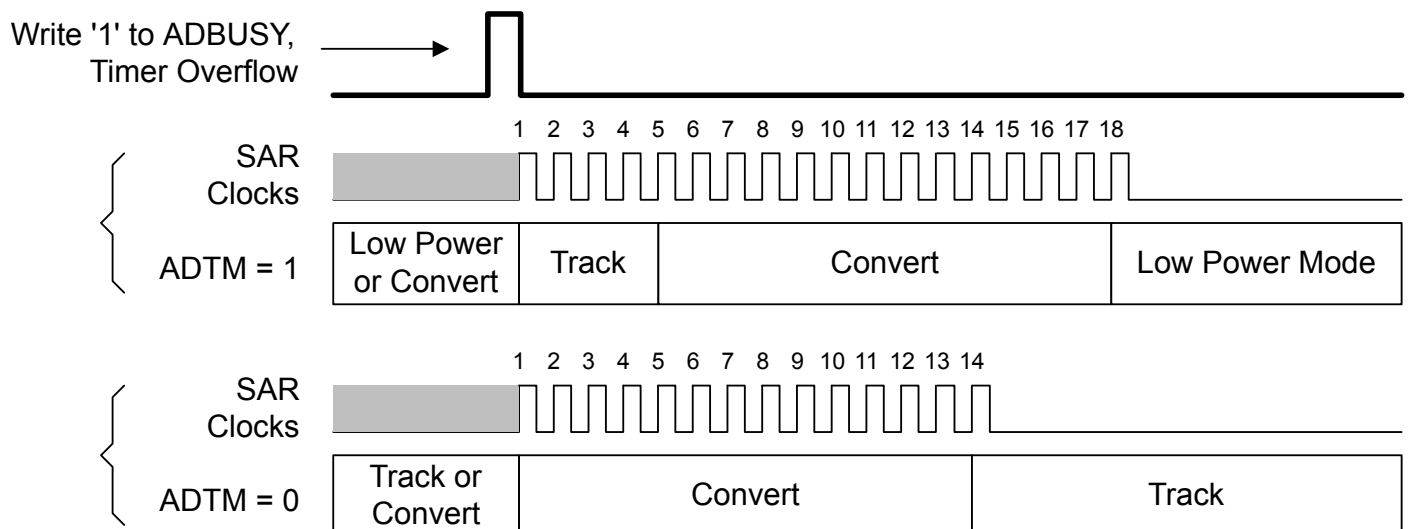 Write '1' to ADBUSY,
Timer Overflow
1 2 3 4 5 6 7 8 9 10 11 12 13 14 15 16 17 18
SAR
Clocks
Low Power
or Convert
ADTM = 1
Track
Convert
Low Power Mode
1 2 3 4 5 6 7 8 9 10 11 12 13 14
SAR
Clocks
Track or
Convert
ADTM = 0
Convert
Track